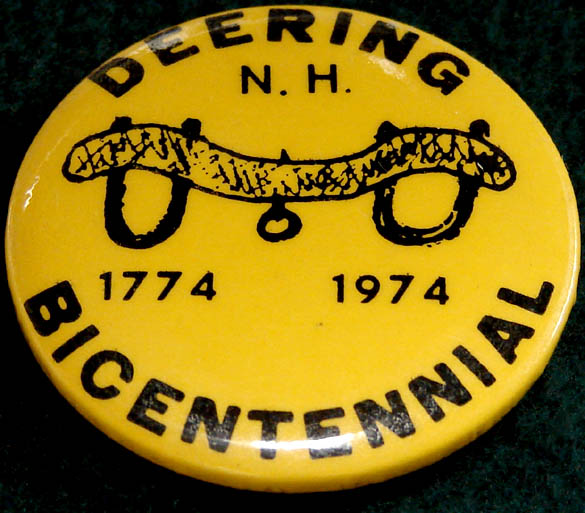 DEERING
N. H.
1774 1974
BICENTENNIAL